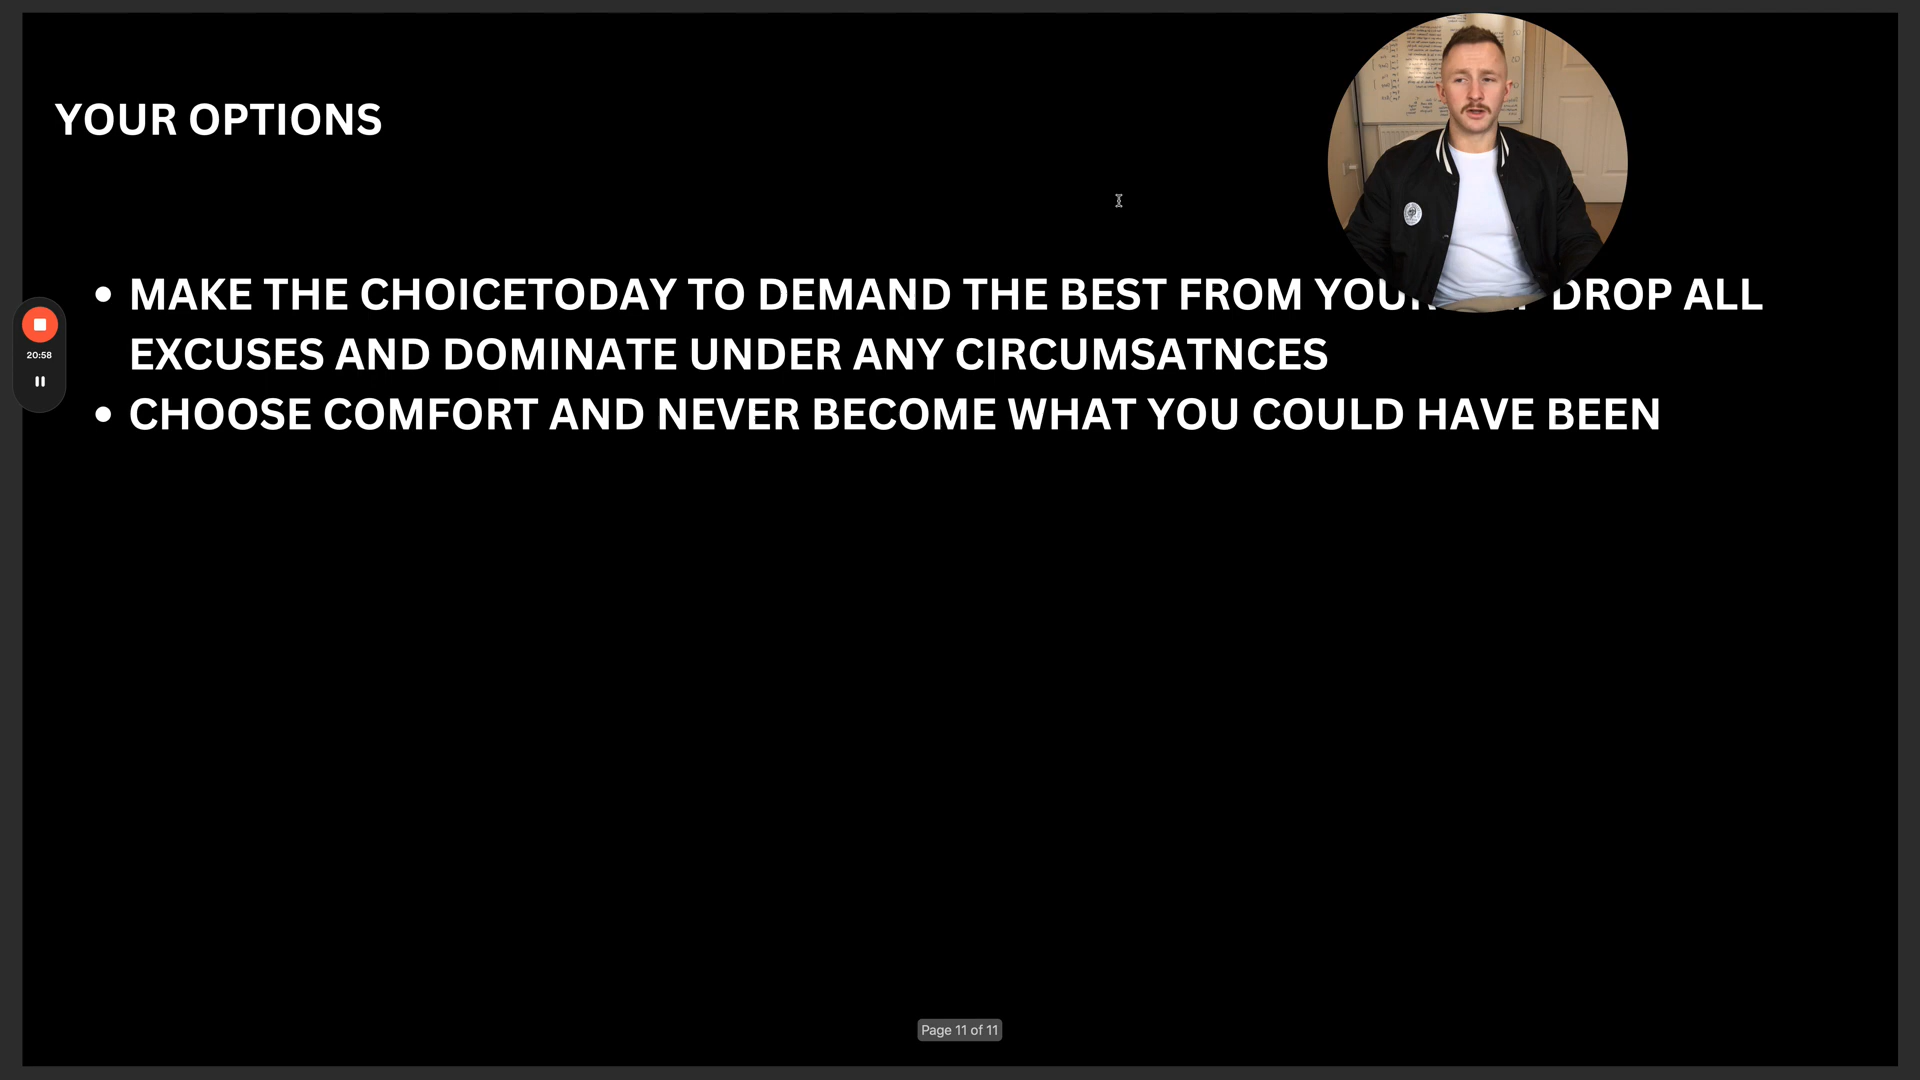 YOUR OPTIONS
MAKE THE CHOICETODAY TO DEMAND THE BEST FROM DROP ALL
EXCUSES AND DOMINATE UNDER ANY CIRCUMSATNCES
CHOOSE COMFORT AND NEVER BECOME WHAT YOU COULD HAVE BEEN
20:58
Page 11 of 11